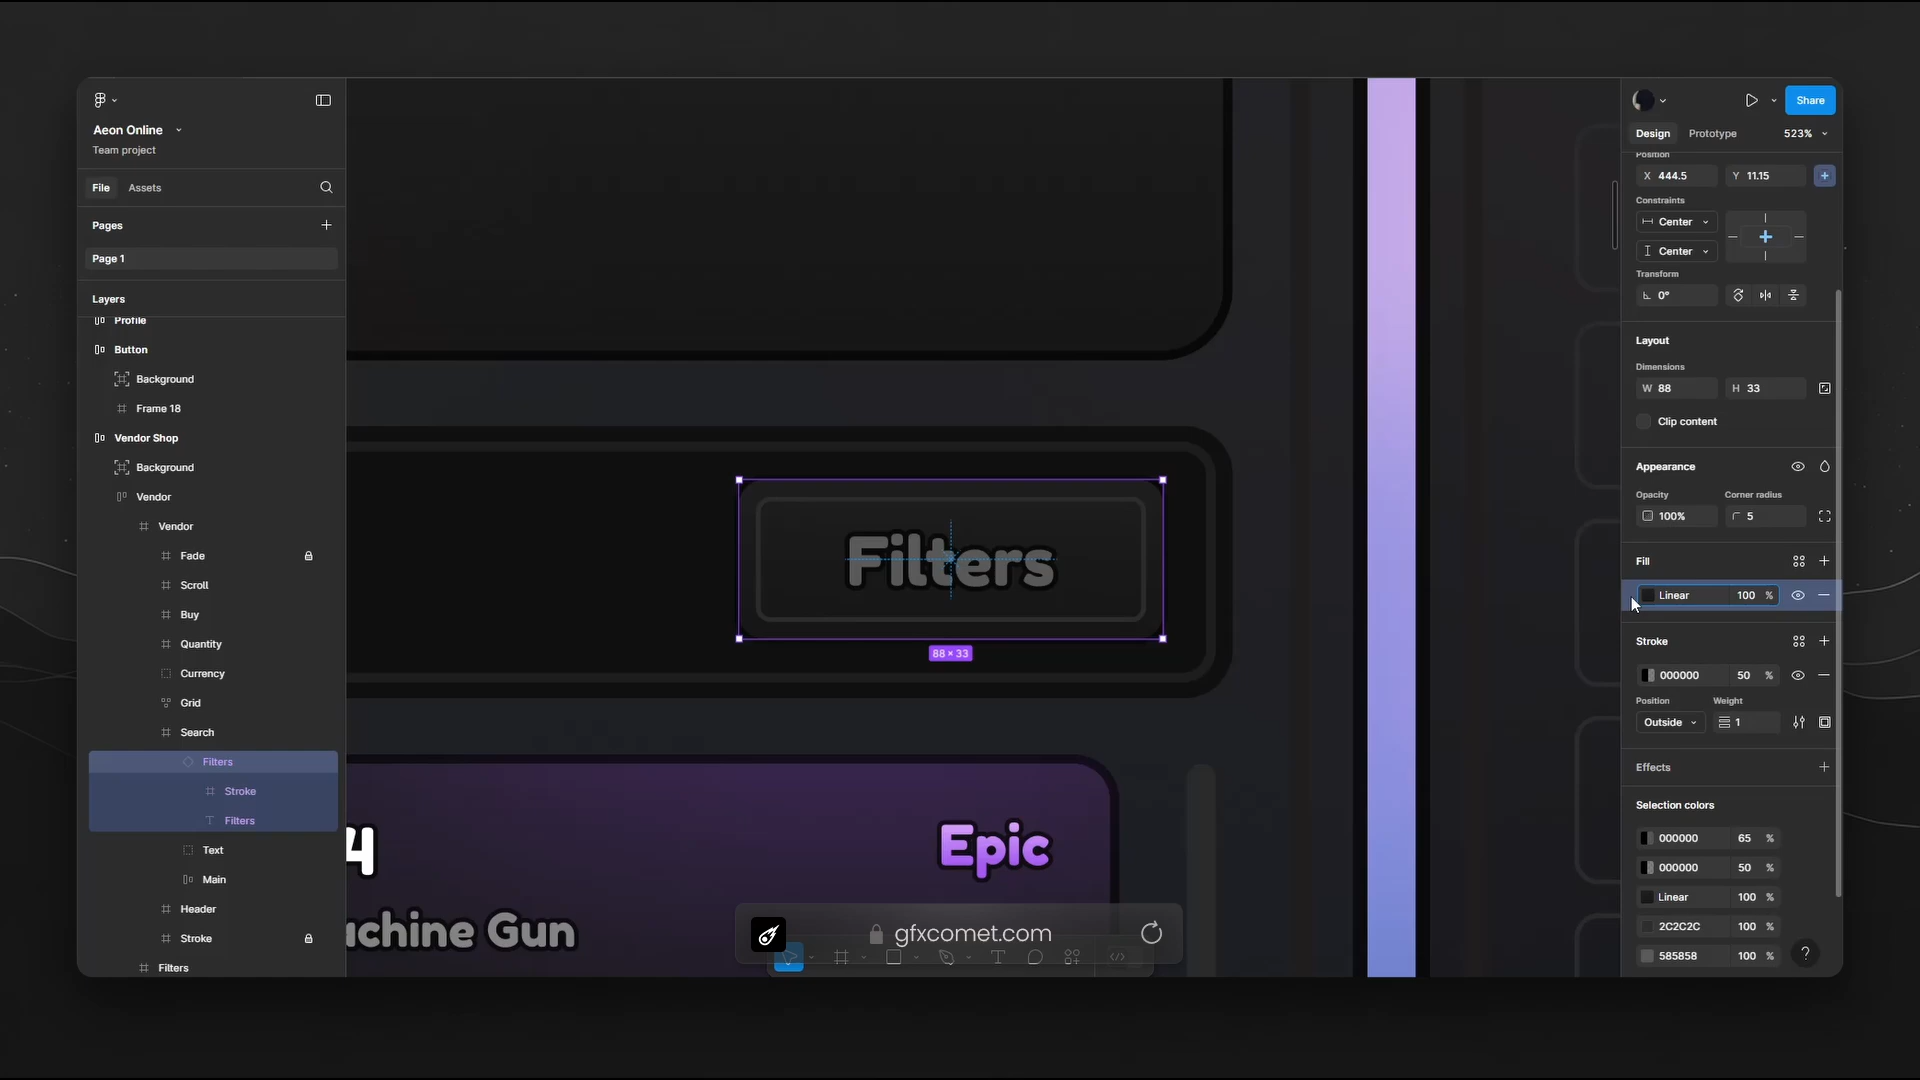 Aeon Online
Team project
File Assets
Pages
Page 1
Layers
Profile
Button
Background
Frame 18
Vendor Shop
Background
Vendor
Vendor
Fade
Scroll
Buy
Quantity
Currency
Grid
Search
Filters
Stroke
Filters
Text
Main
Header
Stroke
Filters
Filters
88 × 33
4
Epic
achine Gun
gfxcomet.com
Share
Design Prototype 523%
Position
X 444.5 Y 11.15
Constraints
Center
Center
Transform
0°
Layout
Dimensions
W 88 H 33
Clip content
Appearance
Opacity Corner radius
100% 5
Fill
Linear 100 %
Stroke
000000 50 %
Position Weight
Outside 1
Effects
Selection colors
000000 65 %
000000 50 %
Linear 100 %
2C2C2C 100 %
585858 100 %
?